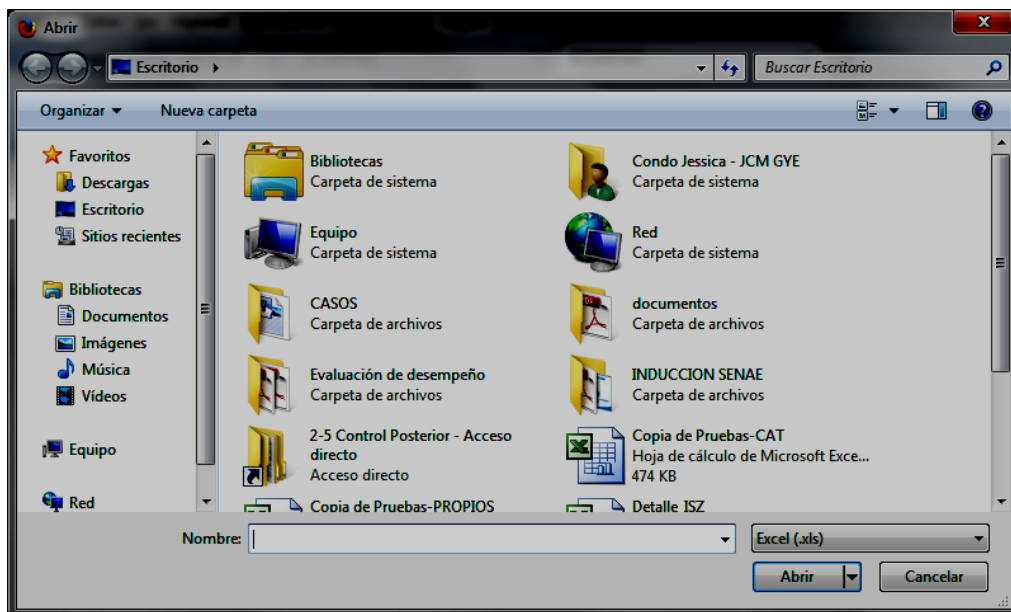 Abrir
Escritorio
Buscar Escritorio
Organizar
Nueva carpeta
Favoritos
Descargas
Escritorio
Sitios recientes
Bibliotecas
Documentos
Imágenes
Música
Vídeos
Equipo
Red
Bibliotecas
Carpeta de sistema
Condo Jessica - JCM GYE
Carpeta de sistema
Equipo
Carpeta de sistema
Red
Carpeta de sistema
CASOS
Carpeta de archivos
documentos
Carpeta de archivos
Evaluación de desempeño
Carpeta de archivos
INDUCCION SENAE
Carpeta de archivos
2-5 Control Posterior - Acceso
directo
Acceso directo
Copia de Pruebas-CAT
Hoja de cálculo de Microsoft Exce...
474 KB
Copia de Pruebas-PROPIOS
Detalle ISZ
Nombre:
Excel (.xls)
Abrir
Cancelar